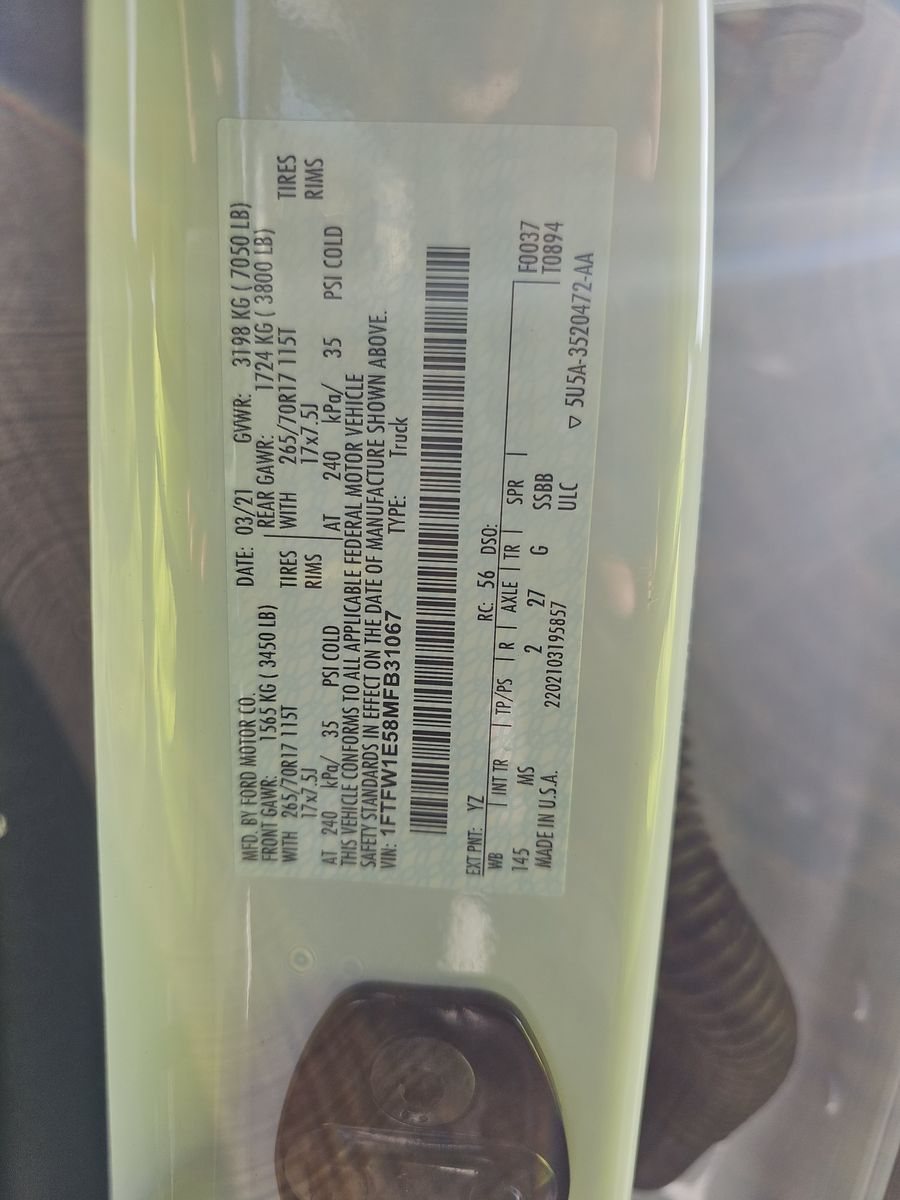 MFD. BY FORD MOTOR CO. DATE: 03/21 GVWR: 3198 KG ( 7050 LB)
FRONT GAWR: 1565 KG ( 3450 LB) REAR GAWR: 1724 KG ( 3800 LB)
WITH 265/70R17 115T TIRES WITH 265/70R17 115T TIRES
17x7.5J RIMS 17x7.5J RIMS
AT 240 kPa/ 35 PSI COLD AT 240 kPa/ 35 PSI COLD
THIS VEHICLE CONFORMS TO ALL APPLICABLE FEDERAL MOTOR VEHICLE
SAFETY STANDARDS IN EFFECT ON THE DATE OF MANUFACTURE SHOWN ABOVE.
VIN: 1FTFW1E58MFB31067 TYPE: Truck
EXT PNT: YZ RC: 56 DSO:
WB INT TR TP/PS R AXLE TR SPR F0037
145 MS 2 27 G SSBB T0894
MADE IN U.S.A. 2202103195857 ULC ▽ 5U5A-3520472-AA